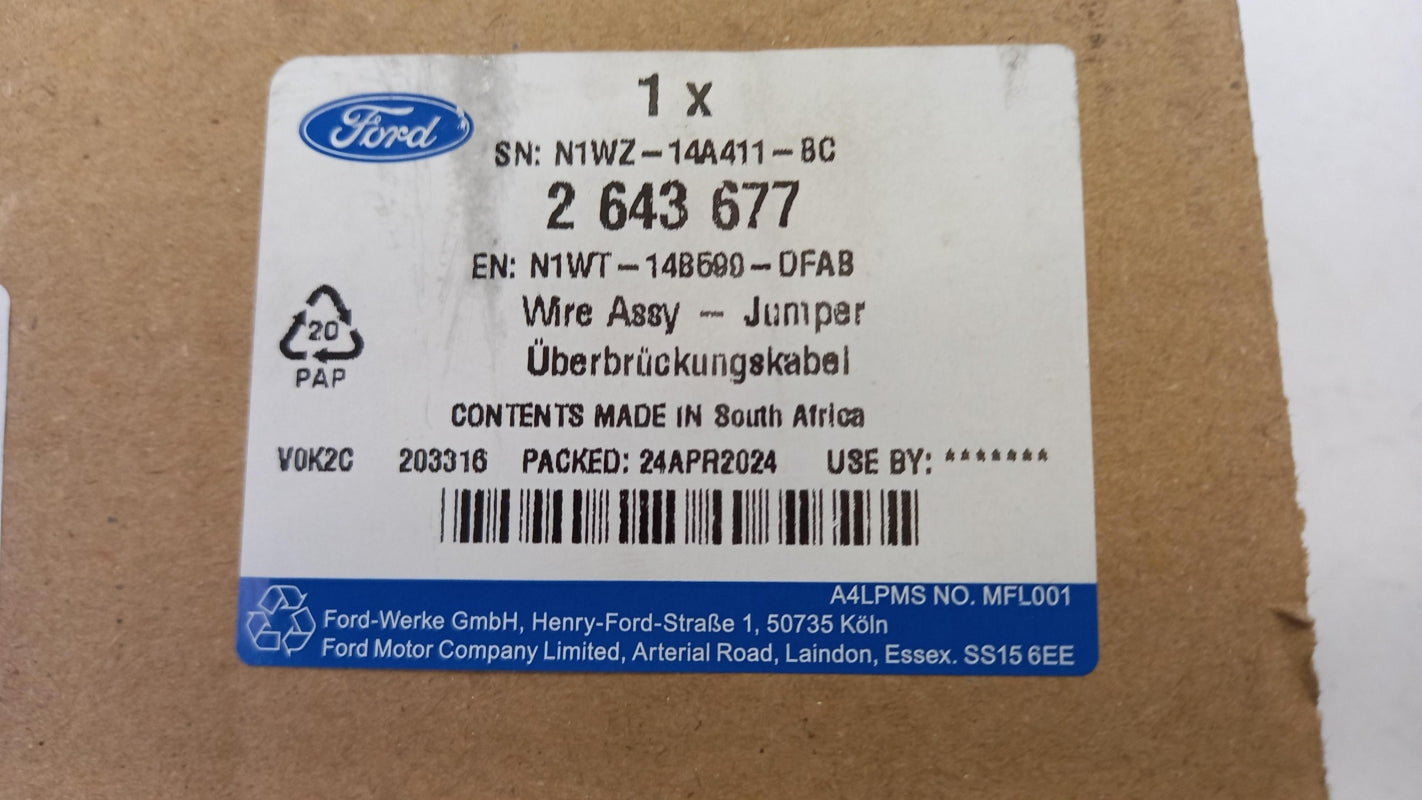 Ford
1 x
SN: N1WZ-14A411-BC
2 643 677
EN: N1WT-14B690-DFAB
Wire Assy - Jumper
Überbrückungskabel
20
PAP
CONTENTS MADE IN South Africa
V0K2C 203316 PACKED: 24APR2024 USE BY: *******
A4LPMS NO. MFL001
Ford-Werke GmbH, Henry-Ford-Straße 1, 50735 Köln
Ford Motor Company Limited, Arterial Road, Laindon, Essex. SS15 6EE